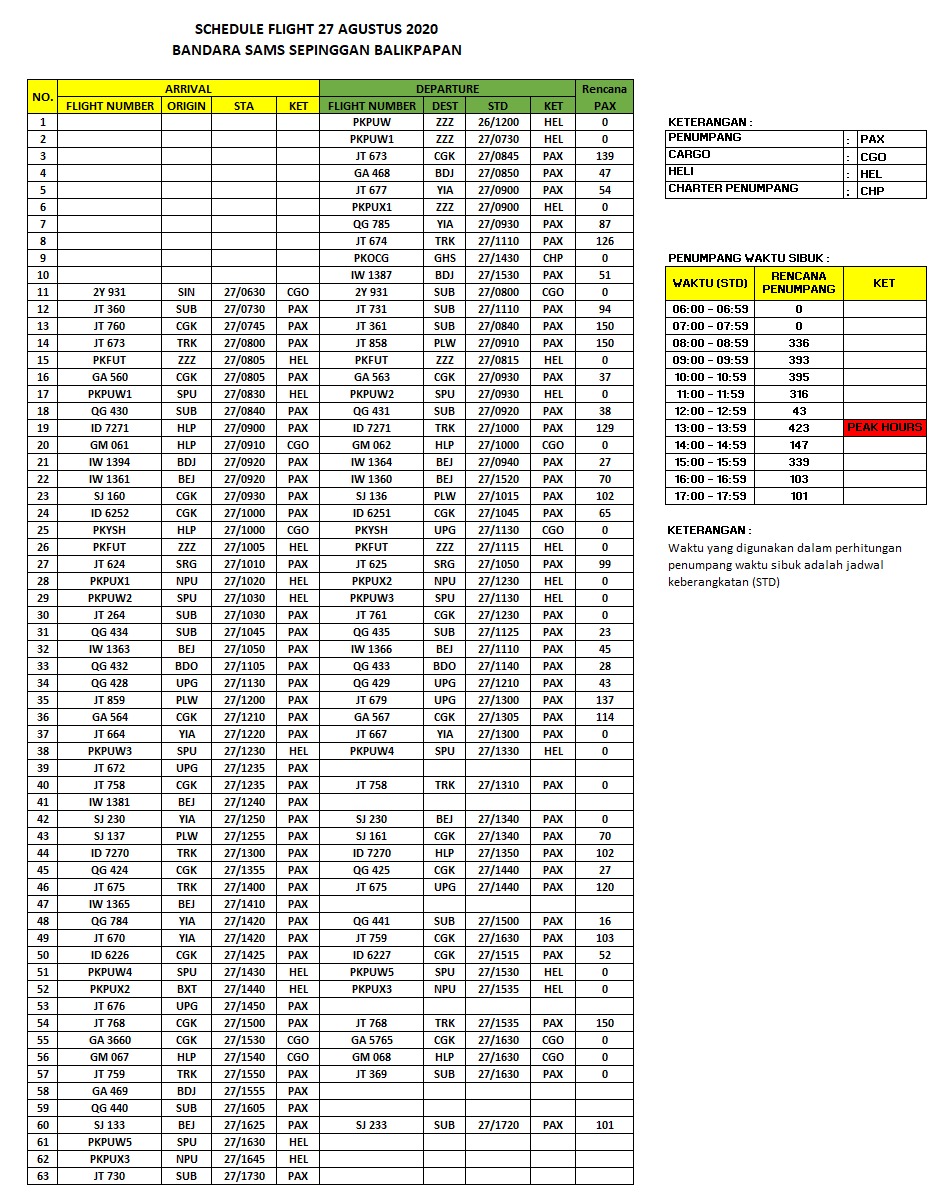 SCHEDULE FLIGHT 27 AGUSTUS 2020
BANDARA SAMS SEPINGGAN BALIKPAPAN
NO. ARRIVAL DEPARTURE Rencana
FLIGHT NUMBER ORIGIN STA KET FLIGHT NUMBER DEST STD KET PAX
1 PKPUW ZZZ 26/1200 HEL 0
2 PKPUW1 ZZZ 27/0730 HEL 0
3 JT 673 CGK 27/0845 PAX 139
4 GA 468 BDJ 27/0850 PAX 47
5 JT 677 YIA 27/0900 PAX 54
6 PKPUX1 ZZZ 27/0900 HEL 0
7 QG 785 YIA 27/0930 PAX 87
8 JT 674 TRK 27/1110 PAX 126
9 PKOCG GHS 27/1430 CHP 0
10 IW 1387 BDJ 27/1530 PAX 51
11 2Y 931 SIN 27/0630 CGO 2Y 931 SUB 27/0800 CGO 0
12 JT 360 SUB 27/0730 PAX JT 731 SUB 27/1110 PAX 94
13 JT 760 CGK 27/0745 PAX JT 361 SUB 27/0840 PAX 150
14 JT 673 TRK 27/0800 PAX JT 858 PLW 27/0910 PAX 150
15 PKFUT ZZZ 27/0805 HEL PKFUT ZZZ 27/0815 HEL 0
16 GA 560 CGK 27/0805 PAX GA 563 CGK 27/0930 PAX 37
17 PKPUW1 SPU 27/0830 HEL PKPUW2 SPU 27/0930 HEL 0
18 QG 430 SUB 27/0840 PAX QG 431 SUB 27/0920 PAX 38
19 ID 7271 HLP 27/0900 PAX ID 7271 TRK 27/1000 PAX 129
20 GM 061 HLP 27/0910 CGO GM 062 HLP 27/1000 CGO 0
21 IW 1394 BDJ 27/0920 PAX IW 1364 BEJ 27/0940 PAX 27
22 IW 1361 BEJ 27/0920 PAX IW 1360 BEJ 27/1520 PAX 70
23 SJ 160 CGK 27/0930 PAX SJ 136 PLW 27/1015 PAX 102
24 ID 6252 CGK 27/1000 PAX ID 6251 CGK 27/1045 PAX 65
25 PKYSH HLP 27/1000 CGO PKYSH UPG 27/1130 CGO 0
26 PKFUT ZZZ 27/1005 HEL PKFUT ZZZ 27/1115 HEL 0
27 JT 624 SRG 27/1010 PAX JT 625 SRG 27/1050 PAX 99
28 PKPUX1 NPU 27/1020 HEL PKPUX2 NPU 27/1230 HEL 0
29 PKPUW2 SPU 27/1030 HEL PKPUW3 SPU 27/1130 HEL 0
30 JT 264 SUB 27/1030 PAX JT 761 CGK 27/1230 PAX 0
31 QG 434 SUB 27/1045 PAX QG 435 SUB 27/1125 PAX 23
32 IW 1363 BEJ 27/1050 PAX IW 1366 BEJ 27/1110 PAX 45
33 QG 432 BDO 27/1105 PAX QG 433 BDO 27/1140 PAX 28
34 QG 428 UPG 27/1130 PAX QG 429 UPG 27/1210 PAX 43
35 JT 859 PLW 27/1200 PAX JT 679 UPG 27/1300 PAX 137
36 GA 564 CGK 27/1210 PAX GA 567 CGK 27/1305 PAX 114
37 JT 664 YIA 27/1220 PAX JT 667 YIA 27/1300 PAX 0
38 PKPUW3 SPU 27/1230 HEL PKPUW4 SPU 27/1330 HEL 0
39 JT 672 UPG 27/1235 PAX
40 JT 758 CGK 27/1235 PAX JT 758 TRK 27/1310 PAX 0
41 IW 1381 BEJ 27/1240 PAX
42 SJ 230 YIA 27/1250 PAX SJ 230 BEJ 27/1340 PAX 0
43 SJ 137 PLW 27/1255 PAX SJ 161 CGK 27/1340 PAX 70
44 ID 7270 TRK 27/1300 PAX ID 7270 HLP 27/1350 PAX 102
45 QG 424 CGK 27/1355 PAX QG 425 CGK 27/1440 PAX 27
46 JT 675 TRK 27/1400 PAX JT 675 UPG 27/1440 PAX 120
47 IW 1365 BEJ 27/1410 PAX
48 QG 784 YIA 27/1420 PAX QG 441 SUB 27/1500 PAX 16
49 JT 670 YIA 27/1420 PAX JT 759 CGK 27/1630 PAX 103
50 ID 6226 CGK 27/1425 PAX ID 6227 CGK 27/1515 PAX 52
51 PKPUW4 SPU 27/1430 HEL PKPUW5 SPU 27/1530 HEL 0
52 PKPUX2 BXT 27/1440 HEL PKPUX3 NPU 27/1535 HEL 0
53 JT 676 UPG 27/1450 PAX
54 JT 768 CGK 27/1500 PAX JT 768 TRK 27/1535 PAX 150
55 GA 3660 CGK 27/1530 CGO GA 5765 CGK 27/1630 CGO 0
56 GM 067 HLP 27/1540 CGO GM 068 HLP 27/1630 CGO 0
57 JT 759 TRK 27/1550 PAX JT 369 SUB 27/1630 PAX 0
58 GA 469 BDJ 27/1555 PAX
59 QG 440 SUB 27/1605 PAX
60 SJ 133 BEJ 27/1625 PAX SJ 233 SUB 27/1720 PAX 101
61 PKPUW5 SPU 27/1630 HEL
62 PKPUX3 NPU 27/1645 HEL
63 JT 730 SUB 27/1730 PAX
KETERANGAN :
PENUMPANG : PAX
CARGO : CGO
HELI : HEL
CHARTER PENUMPANG : CHP
PENUMPANG WAKTU SIBUK :
WAKTU (STD) RENCANA PENUMPANG KET
06:00 - 06:59 0
07:00 - 07:59 0
08:00 - 08:59 336
09:00 - 09:59 393
10:00 - 10:59 395
11:00 - 11:59 316
12:00 - 12:59 43
13:00 - 13:59 423 PEAK HOURS
14:00 - 14:59 147
15:00 - 15:59 339
16:00 - 16:59 103
17:00 - 17:59 101
KETERANGAN :
Waktu yang digunakan dalam perhitungan
penumpang waktu sibuk adalah jadwal
keberangkatan (STD)